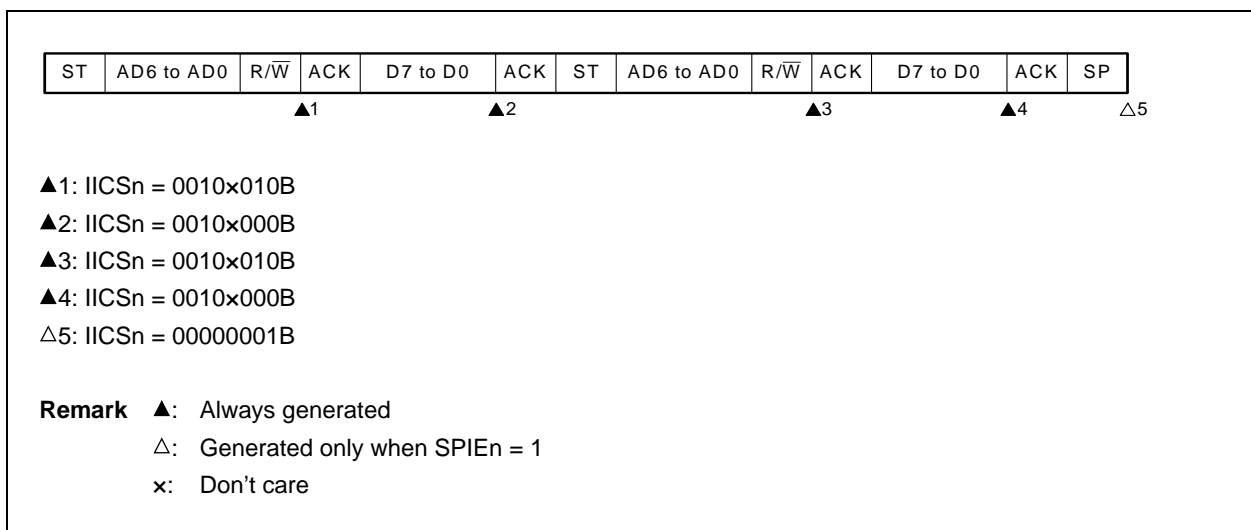 ST AD6 to AD0 R/W̅ ACK D7 to D0 ACK ST AD6 to AD0 R/W̅ ACK D7 to D0 ACK SP
▲1 ▲2 ▲3 ▲4 △5
▲1: IICSn = 0010×010B
▲2: IICSn = 0010×000B
▲3: IICSn = 0010×010B
▲4: IICSn = 0010×000B
△5: IICSn = 00000001B
Remark ▲: Always generated
△: Generated only when SPIEn = 1
×: Don't care